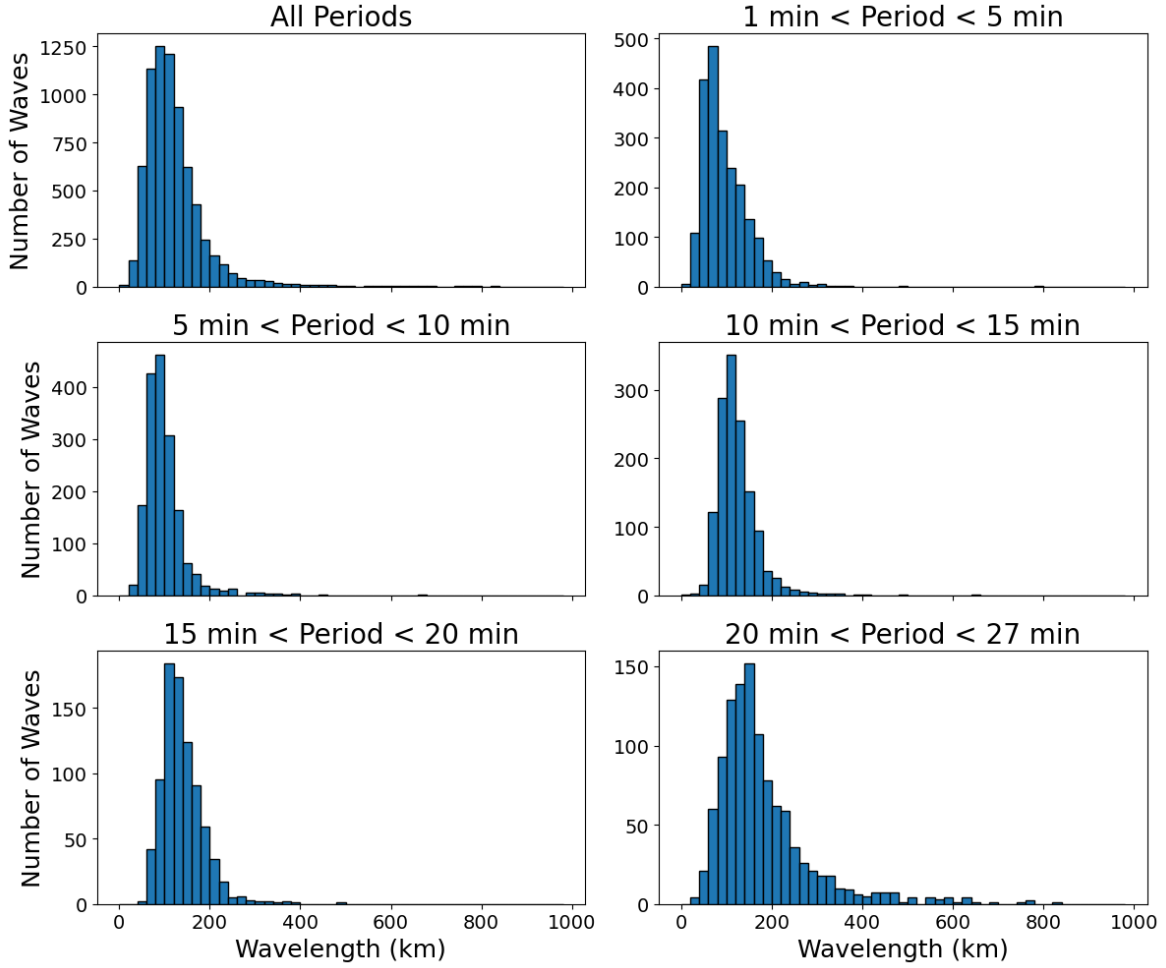 All Periods
Number of Waves
1250
1000
750
500
250
0
1 min < Period < 5 min
500
400
300
200
100
0
5 min < Period < 10 min
Number of Waves
400
300
200
100
0
10 min < Period < 15 min
300
200
100
0
15 min < Period < 20 min
Number of Waves
150
100
50
0
0 200 400 600 800 1000
Wavelength (km)
20 min < Period < 27 min
150
100
50
0
0 200 400 600 800 1000
Wavelength (km)